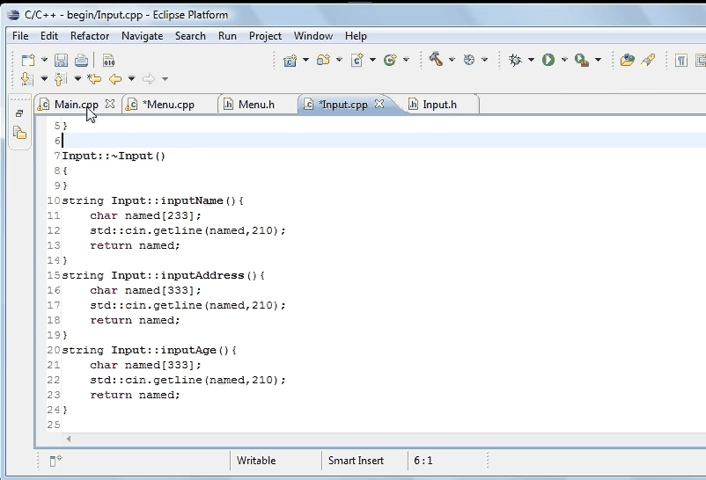 C/C++ - begin/Input.cpp - Eclipse Platform
File Edit Refactor Navigate Search Run Project Window Help
Main.cpp *Menu.cpp Menu.h *Input.cpp Input.h
5}
6
7Input::~Input()
8{
9}
10string Input::inputName(){
11    char named[233];
12    std::cin.getline(named,210);
13    return named;
14}
15string Input::inputAddress(){
16    char named[333];
17    std::cin.getline(named,210);
18    return named;
19}
20string Input::inputAge(){
21    char named[333];
22    std::cin.getline(named,210);
23    return named;
24}
25
Writable Smart Insert 6:1